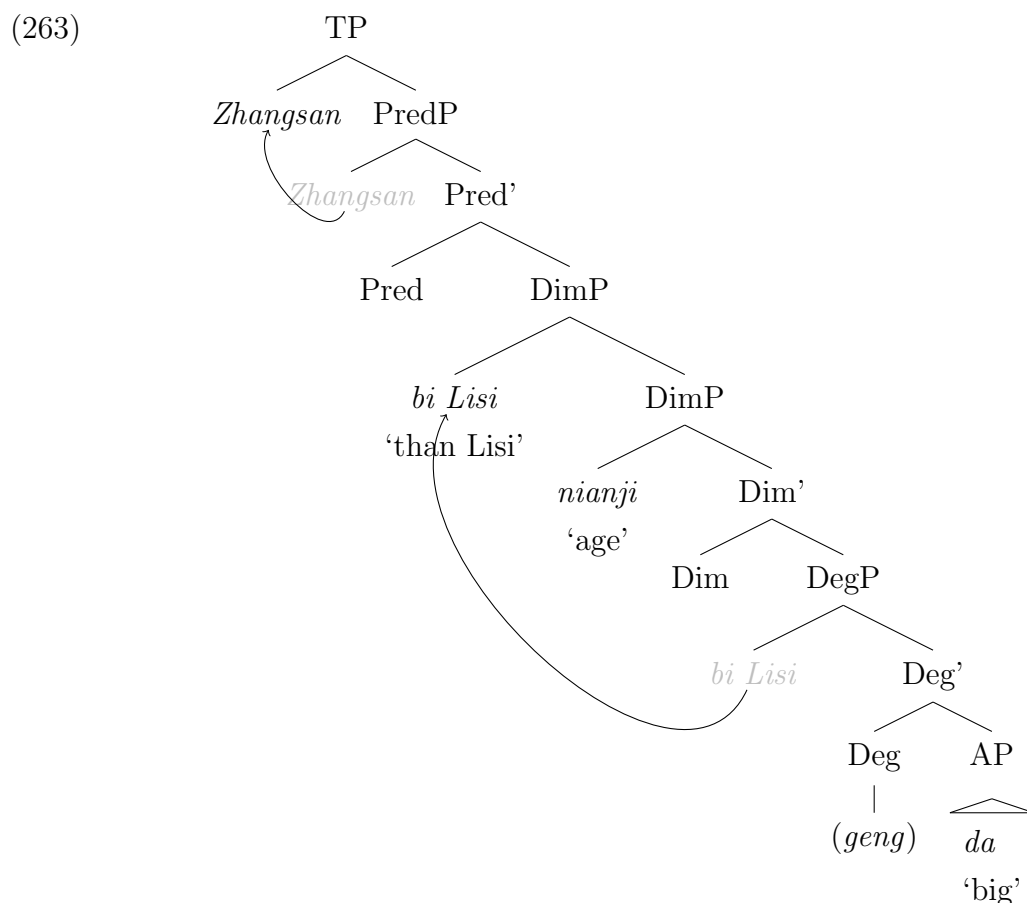 (263) TP
Zhangsan PredP
Zhangsan Pred’
Pred DimP
bi Lisi DimP
‘than Lisi’
nianji Dim’
‘age’
Dim DegP
bi Lisi Deg’
Deg AP
(geng) da
‘big’